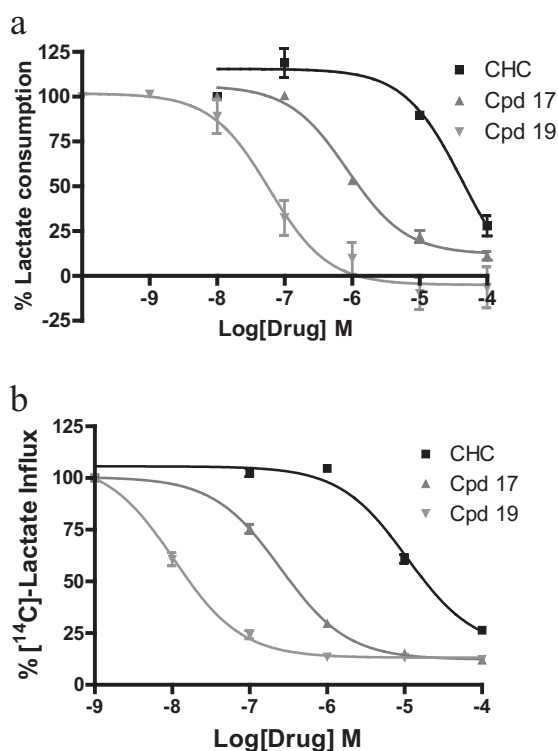 a
125
100
75
50
25
0
-25
% Lactate consumption
-9 -8 -7 -6 -5 -4
Log[Drug] M
CHC
Cpd 17
Cpd 19
b
125
100
75
50
25
0
% [¹⁴C]-Lactate Influx
-9 -8 -7 -6 -5 -4
Log[Drug] M
CHC
Cpd 17
Cpd 19